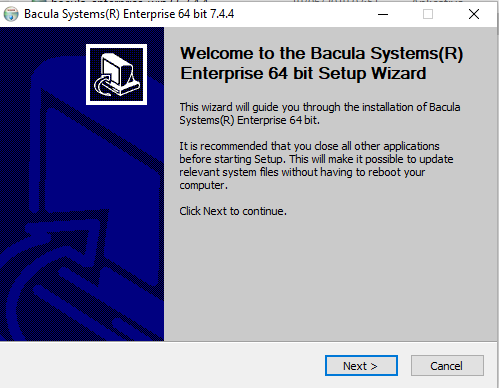 Bacula Systems(R) Enterprise 64 bit 7.4.4
Welcome to the Bacula Systems(R)
Enterprise 64 bit Setup Wizard
This wizard will guide you through the installation of Bacula
Systems(R) Enterprise 64 bit.
It is recommended that you close all other applications
before starting Setup. This will make it possible to update
relevant system files without having to reboot your
computer.
Click Next to continue.
Next >
Cancel